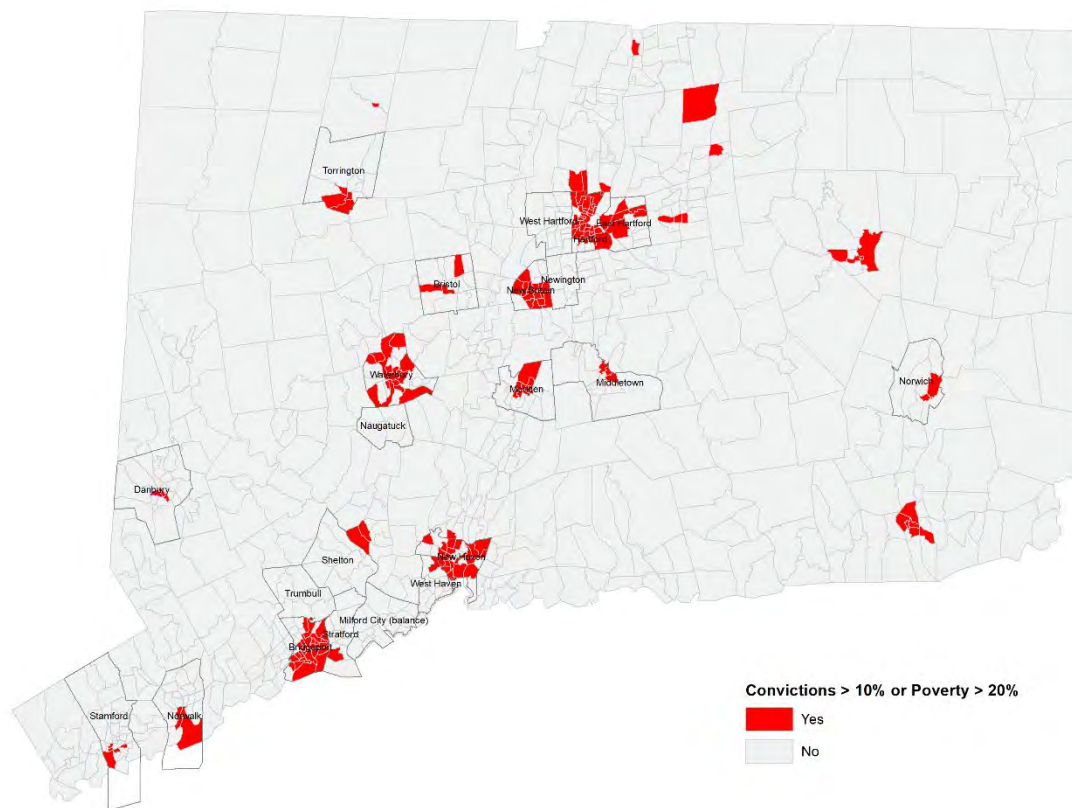 Torrington
West Hartford
East Hartford
Hartford
Newington
Bristol
New Britain
Waterbury
Meriden
Middletown
Norwich
Naugatuck
Danbury
Shelton
New Haven
West Haven
Trumbull
Milford City (balance)
Stratford
Bridgeport
Stamford
Norwalk
Convictions > 10% or Poverty > 20%
Yes
No